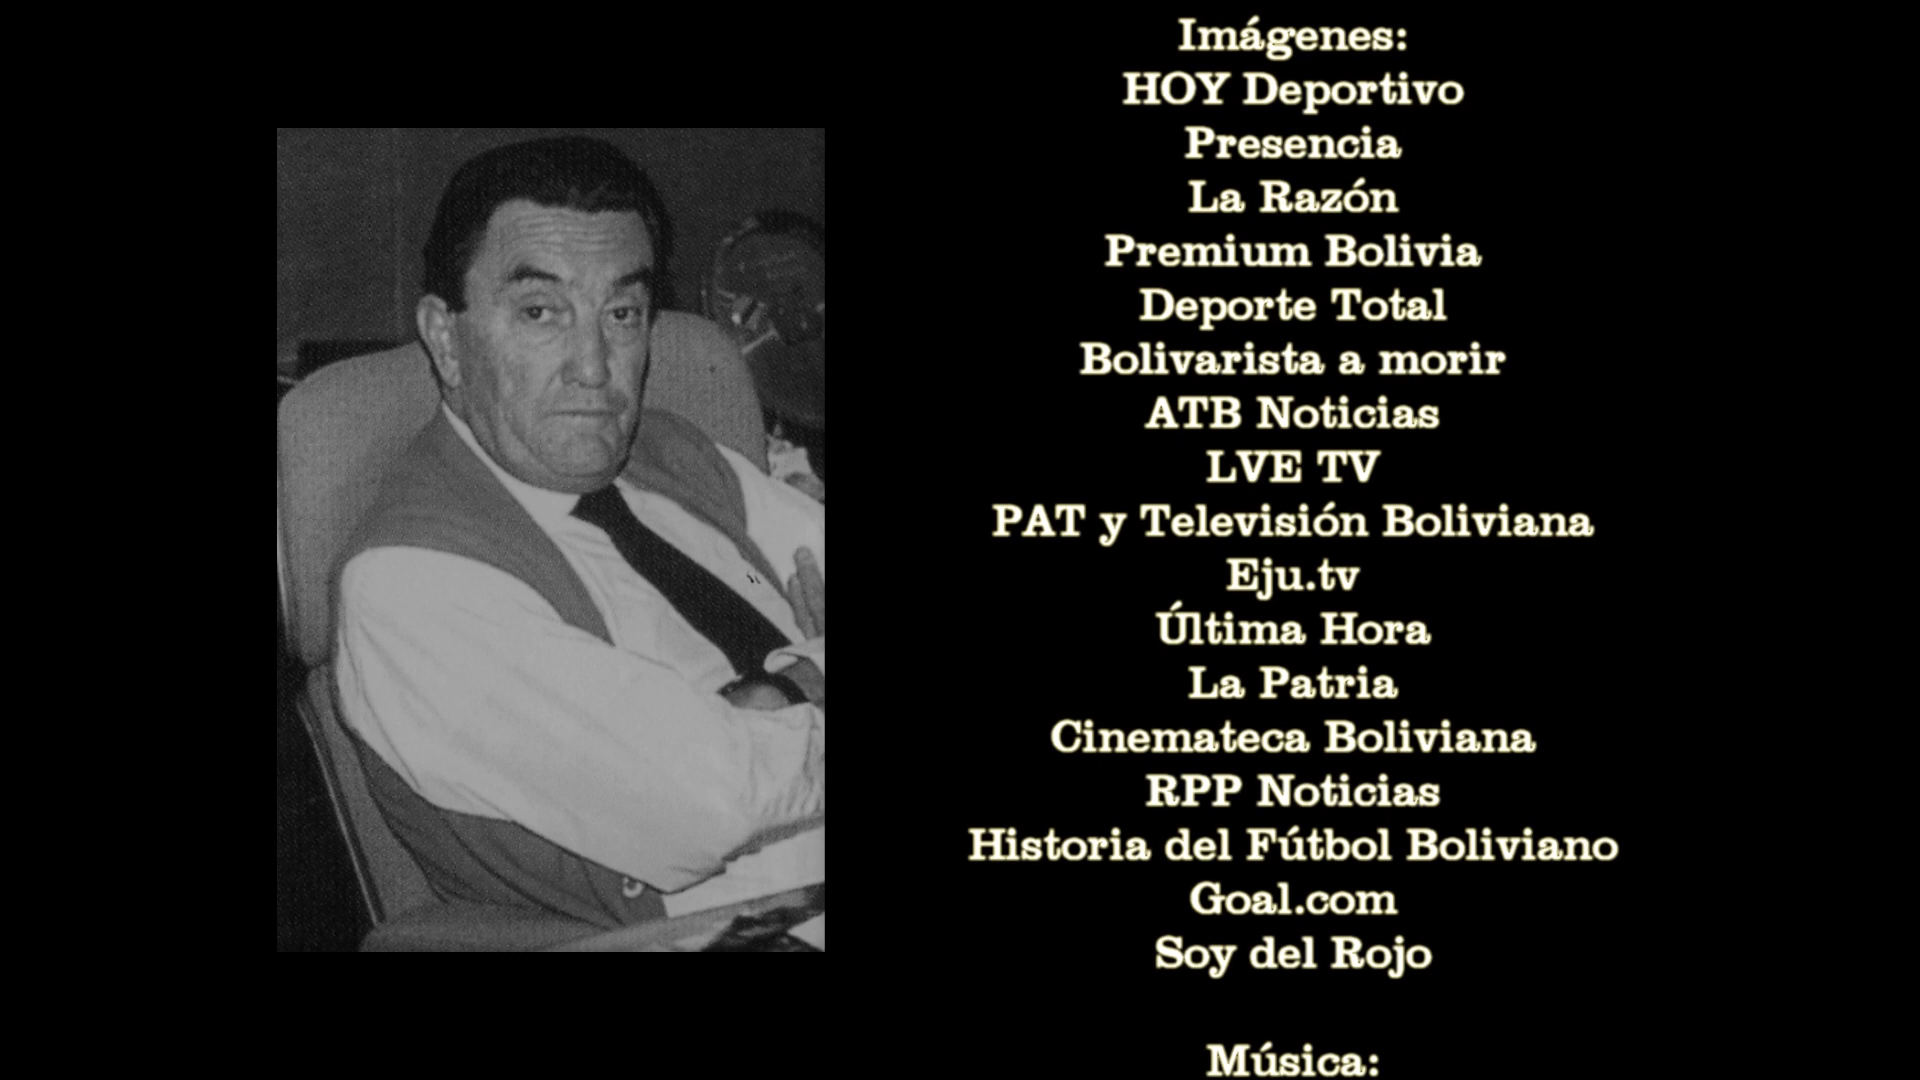 Imágenes:
HOY Deportivo
Presencia
La Razón
Premium Bolivia
Deporte Total
Bolivarista a morir
ATB Noticias
LVE TV
PAT y Televisión Boliviana
Eju.tv
Última Hora
La Patria
Cinemateca Boliviana
RPP Noticias
Historia del Fútbol Boliviano
Goal.com
Soy del Rojo
Música: